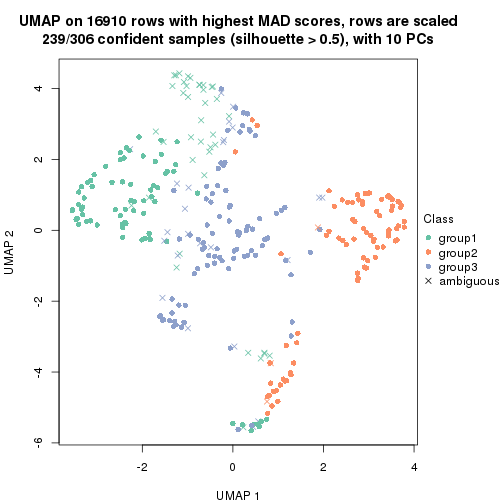 UMAP on 16910 rows with highest MAD scores, rows are scaled
239/306 confident samples (silhouette > 0.5), with 10 PCs
4
2
0
-2
-4
-6
UMAP 2
-2
0
2
4
UMAP 1
Class
group1
group2
group3
ambiguous